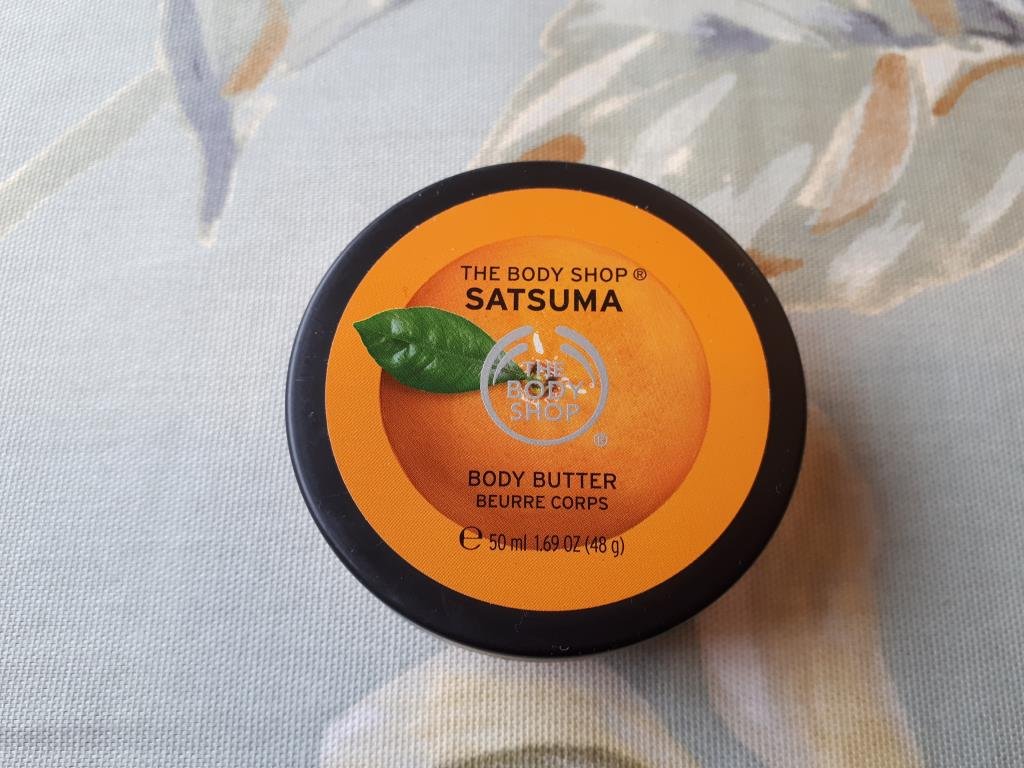 THE BODY SHOP®
SATSUMA
THE
BODY
SHOP
®
BODY BUTTER
BEURRE CORPS
℮ 50 ml 1.69 OZ (48 g)